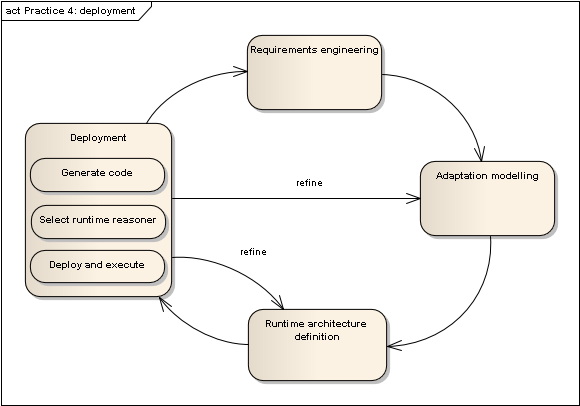 act Practice 4: deployment
Requirements engineering
Deployment
Generate code
Select runtime reasoner
Deploy and execute
refine
Adaptation modelling
refine
Runtime architecture
definition